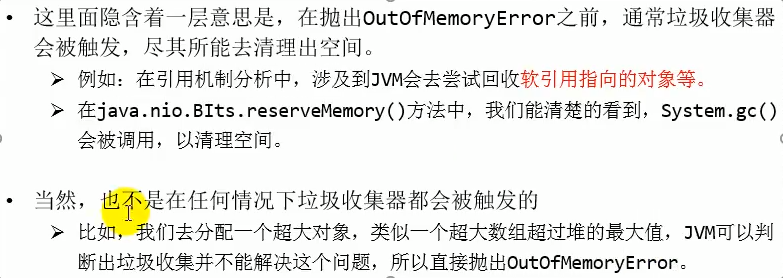 • 这里面隐含着一层意思是，在抛出OutOfMemoryError之前，通常垃圾收集器
会被触发，尽其所能去清理出空间。
➢ 例如：在引用机制分析中，涉及到JVM会去尝试回收软引用指向的对象等。
➢ 在java.nio.BIts.reserveMemory()方法中，我们能清楚的看到，System.gc()
会被调用，以清理空间。
• 当然，也不是在任何情况下垃圾收集器都会被触发的
➢ 比如，我们去分配一个超大对象，类似一个超大数组超过堆的最大值，JVM可以判
断出垃圾收集并不能解决这个问题，所以直接抛出OutOfMemoryError。